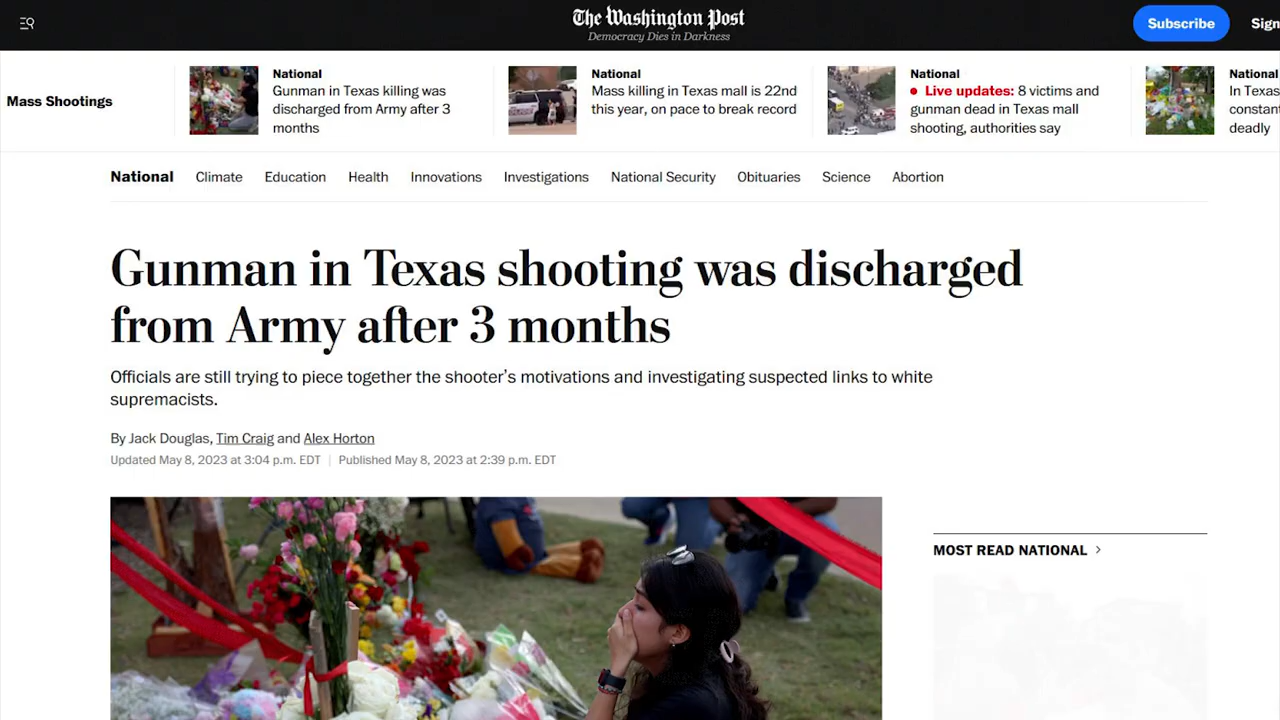 The Washington Post
Democracy Dies in Darkness
Subscribe
Sign
Mass Shootings
National
Gunman in Texas killing was
discharged from Army after 3
months
National
Mass killing in Texas mall is 22nd
this year, on pace to break record
National
Live updates: 8 victims and
gunman dead in Texas mall
shooting, authorities say
National
In Texas
constan
deadly
National Climate Education Health Innovations Investigations National Security Obituaries Science Abortion
Gunman in Texas shooting was discharged
from Army after 3 months
Officials are still trying to piece together the shooter's motivations and investigating suspected links to white
supremacists.
By Jack Douglas, Tim Craig and Alex Horton
Updated May 8, 2023 at 3:04 p.m. EDT | Published May 8, 2023 at 2:39 p.m. EDT
MOST READ NATIONAL >